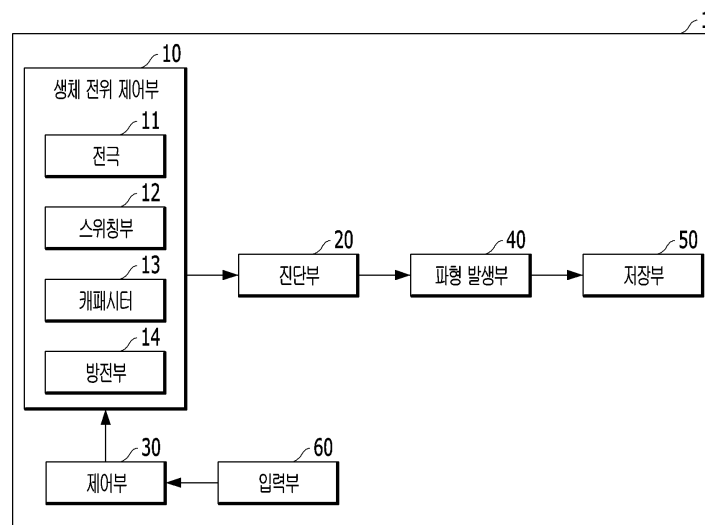 1
10
생체 전위 제어부
11
전극
12
스위칭부
13
캐패시터
14
방전부
20
진단부
40
파형 발생부
50
저장부
30
제어부
60
입력부